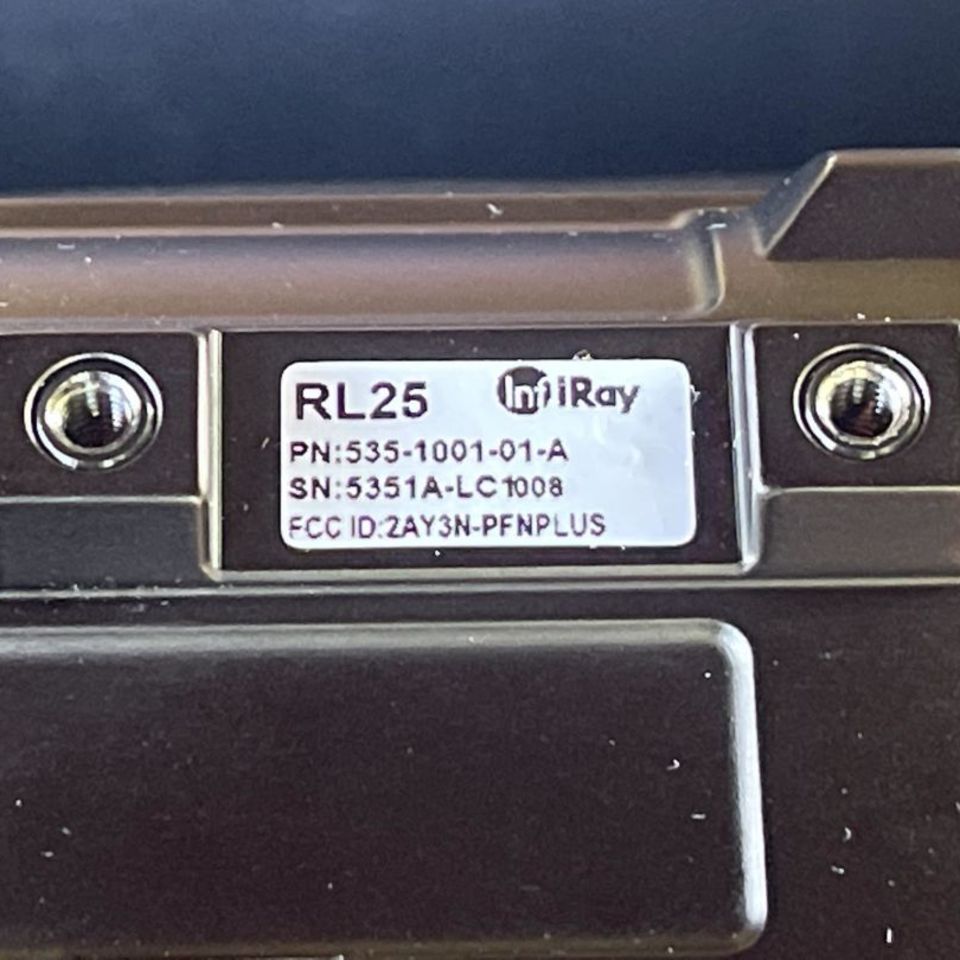 RL25 InfiRay
PN:535-1001-01-A
SN:5351A-LC1008
FCC ID:2AY3N-PFNPLUS